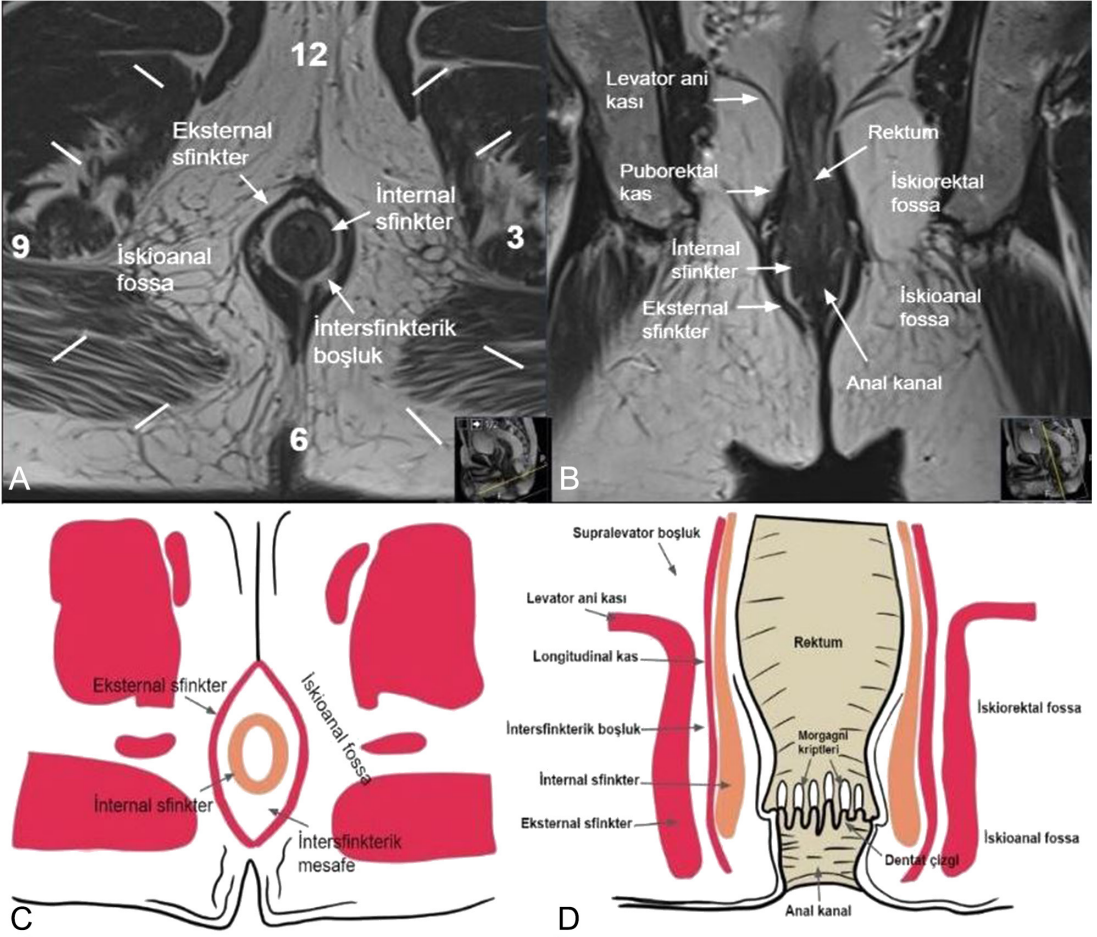 12
Eksternal
sfinkter
İnternal
sfinkter
9
3
İskioanal
fossa
İntersfinkterik
boşluk
6
A
Levator ani
kası
Rektum
Puborektal
kas
İskiorektal
fossa
İnternal
sfinkter
Eksternal
sfinkter
İskioanal
fossa
Anal kanal
B
Eksternal sfinkter
İskioanal fossa
İnternal sfinkter
İntersfinkterik
mesafe
C
Supralevator boşluk
Levator ani kası
Rektum
Longitudinal kas
İskiorektal fossa
İntersfinkterik boşluk
Morgagni
kriptleri
İnternal sfinkter
Eksternal sfinkter
İskioanal fossa
Dentat çizgi
Anal kanal
D